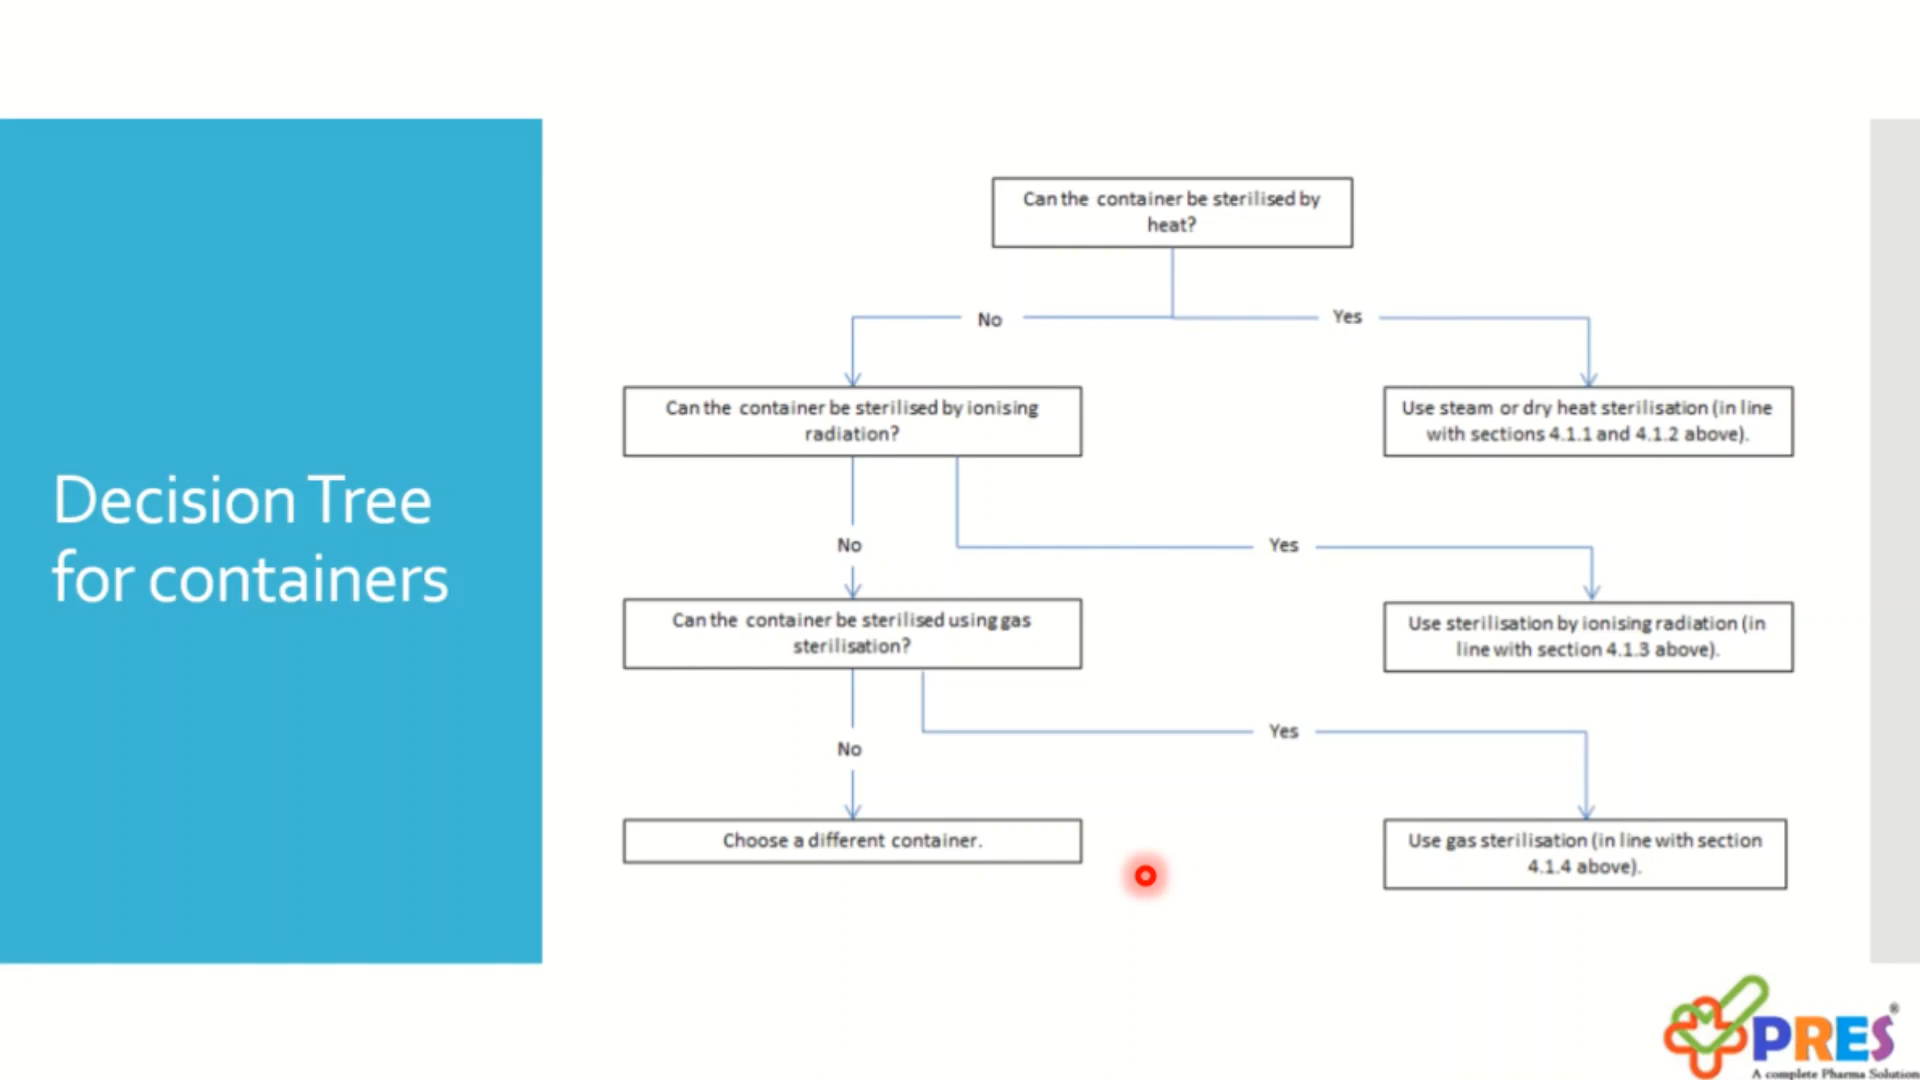 Decision Tree
for containers
Can the container be sterilised by
heat?
No
Yes
Can the container be sterilised by ionising
radiation?
Use steam or dry heat sterilisation (in line
with sections 4.1.1 and 4.1.2 above).
No
Yes
Can the container be sterilised using gas
sterilisation?
Use sterilisation by ionising radiation (in
line with section 4.1.3 above).
No
Yes
Choose a different container.
Use gas sterilisation (in line with section
4.1.4 above).
PRES®
A complete Pharma Solution